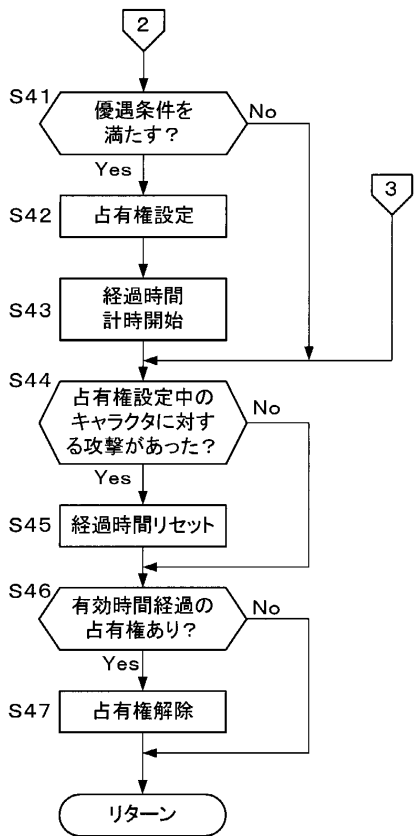 2
S41
優遇条件を
満たす？
No
Yes
3
S42
占有権設定
S43
経過時間
計時開始
S44
占有権設定中の
キャラクタに対す
る攻撃があった？
No
Yes
S45
経過時間リセット
S46
有効時間経過の
占有権あり？
No
Yes
S47
占有権解除
リターン